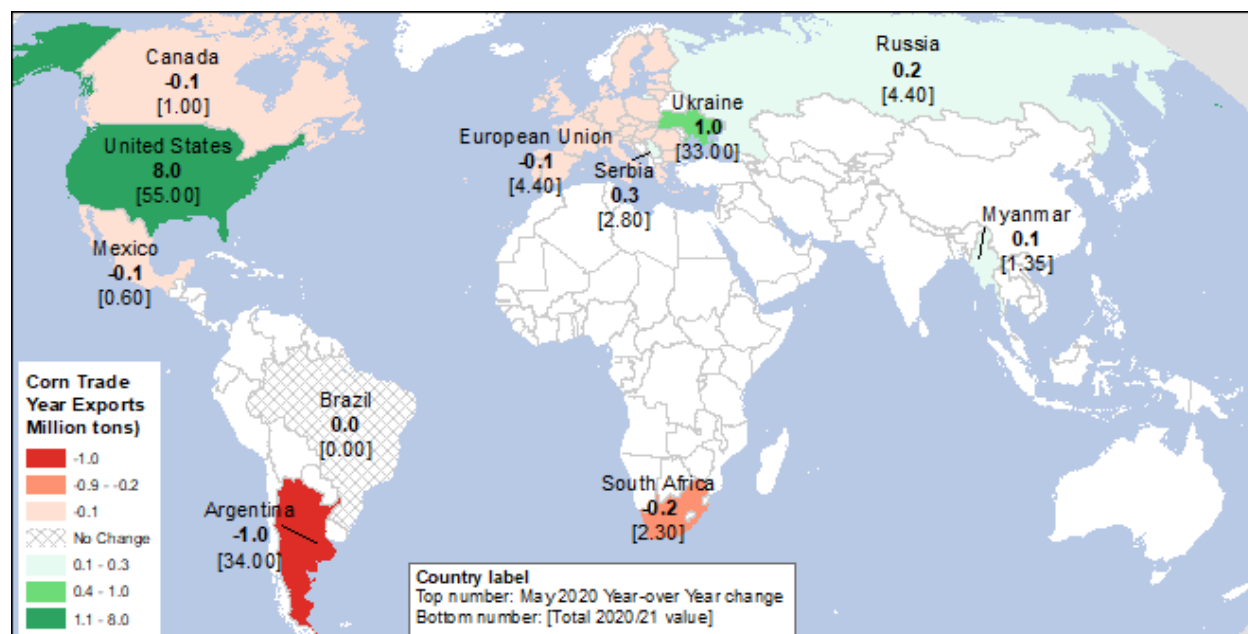 Canada
-0.1
[1.00]
United States
8.0
[55.00]
Mexico
-0.1
[0.60]
Russia
0.2
[4.40]
Ukraine
1.0
[33.00]
European Union
-0.1
[4.40]
Serbia
0.3
[2.80]
Myanmar
0.1
[1.35]
Brazil
0.0
[0.00]
Argentina
-1.0
[34.00]
South Africa
-0.2
[2.30]
Corn Trade
Year Exports
Million tons)
-1.0
-0.9 - -0.2
-0.1
No Change
0.1 - 0.3
0.4 - 1.0
1.1 - 8.0
Country label
Top number: May 2020 Year-over Year change
Bottom number: [Total 2020/21 value]